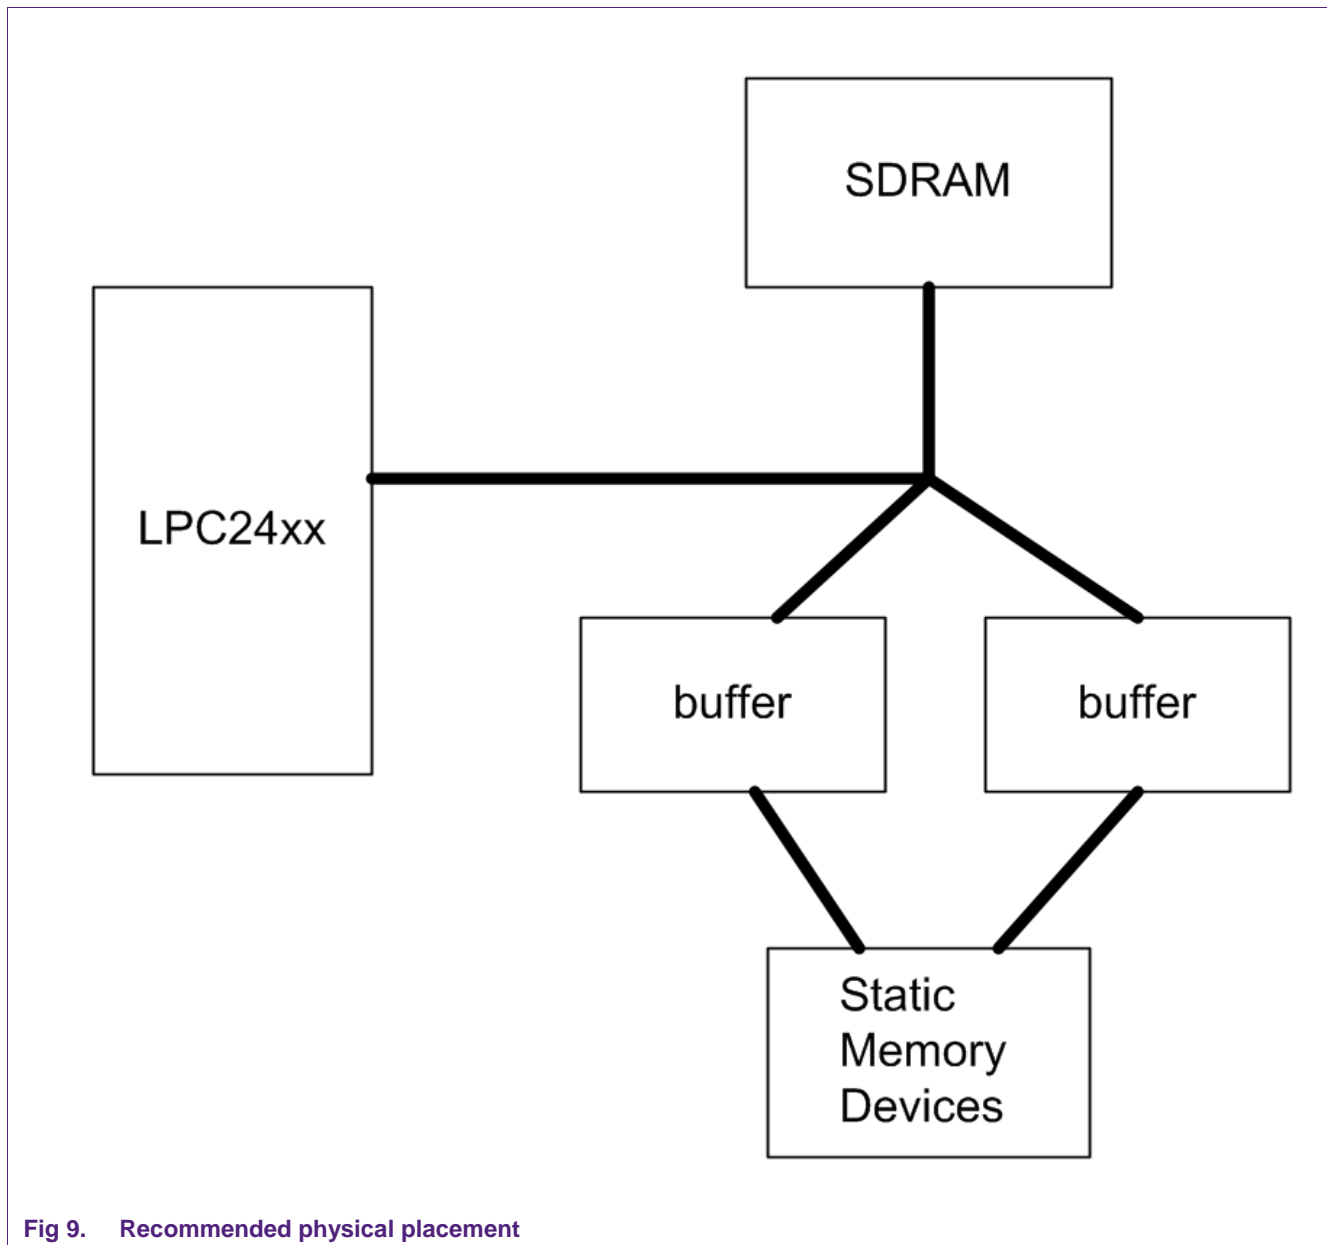 SDRAM
LPC24xx
buffer
buffer
Static
Memory
Devices
Fig 9. Recommended physical placement